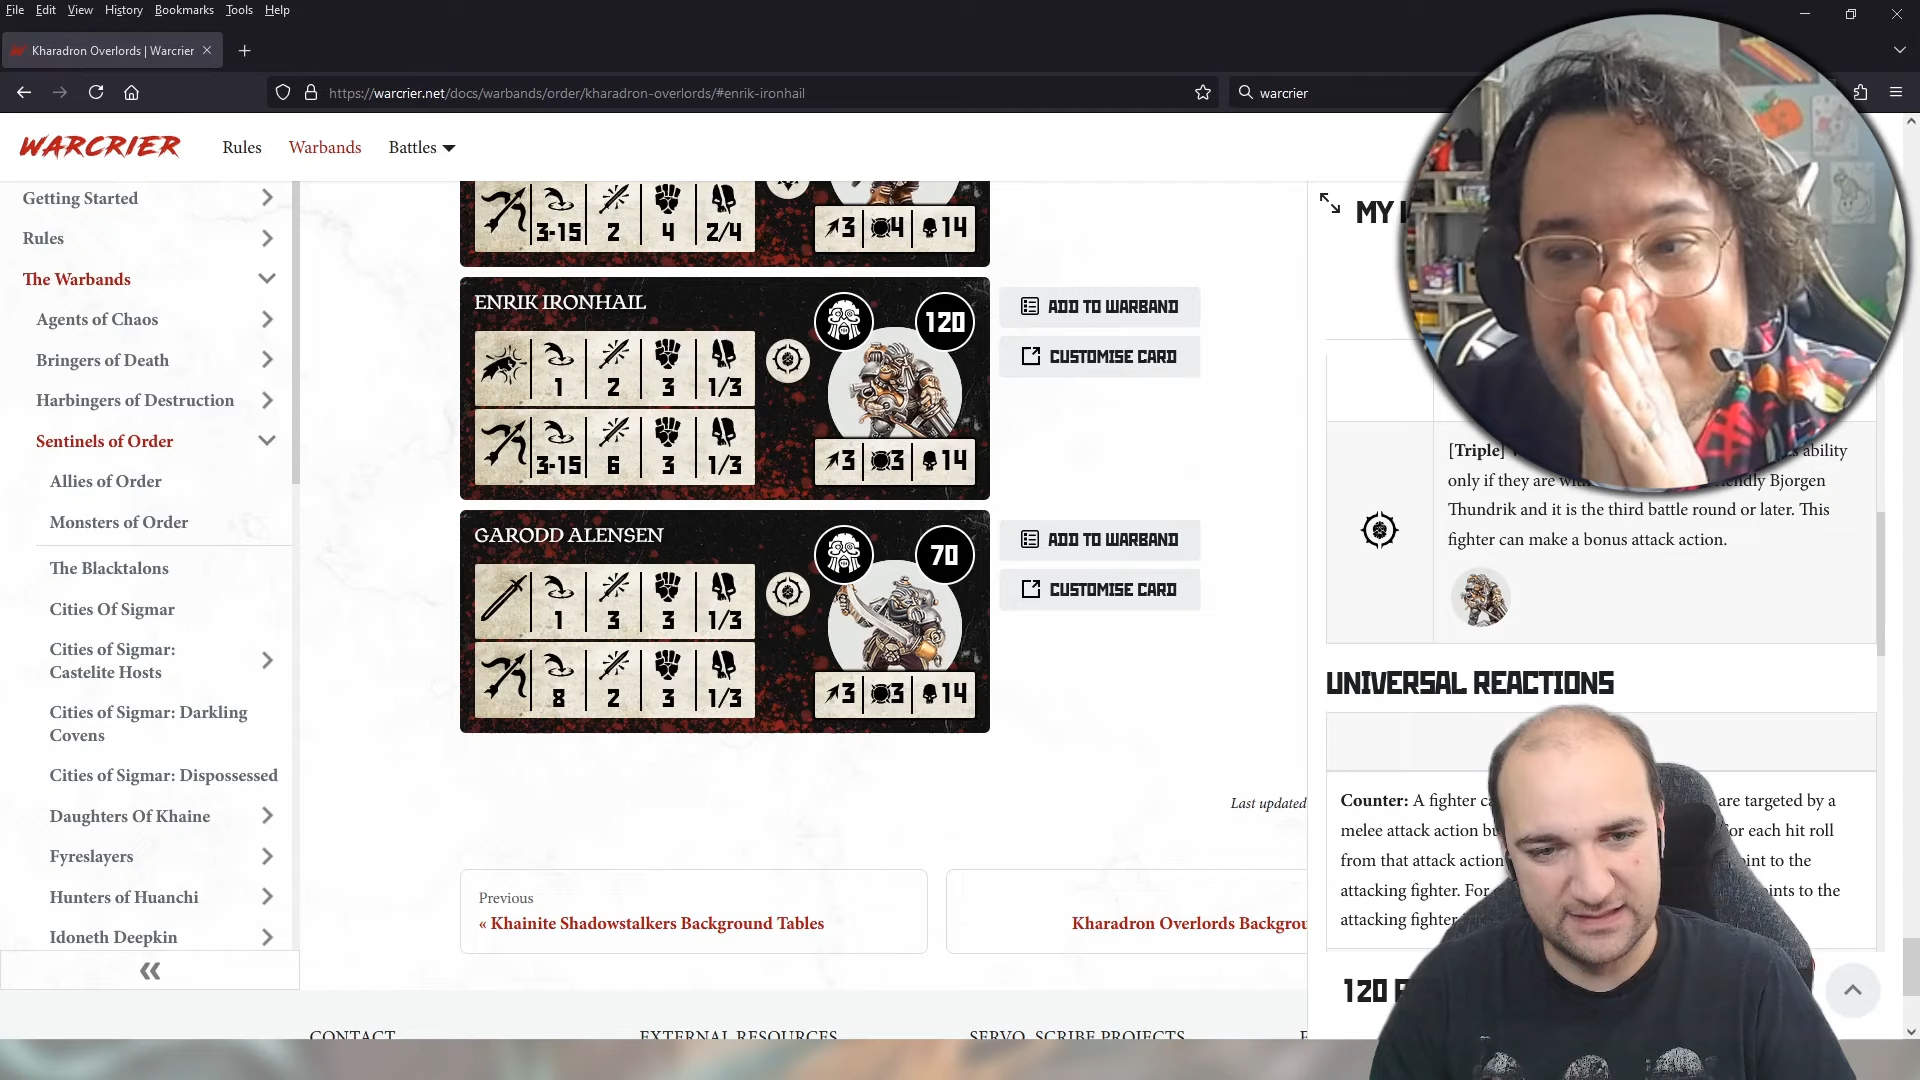 File Edit View History Bookmarks Tools Help
Kharadron Overlords | Warcrier
https://warcrier.net/docs/warbands/order/kharadron-overlords/#enrik-ironhail
warcrier
WARCRIER
Rules Warbands Battles
Getting Started
Rules
The Warbands
Agents of Chaos
Bringers of Death
Harbingers of Destruction
Sentinels of Order
Allies of Order
Monsters of Order
The Blacktalons
Cities Of Sigmar
Cities of Sigmar:
Castelite Hosts
Cities of Sigmar: Darkling
Covens
Cities of Sigmar: Dispossessed
Daughters Of Khaine
Fyreslayers
Hunters of Huanchi
Idoneth Deepkin
3-15 2 4 2/4
3 4 14
ENRIK IRONHAIL
120
1 2 3 1/3
3-15 6 3 1/3
3 3 14
ADD TO WARBAND
CUSTOMISE CARD
GARODD ALENSEN
70
1 3 3 1/3
8 2 3 1/3
3 3 14
ADD TO WARBAND
CUSTOMISE CARD
Last updated
Previous
« Khainite Shadowstalkers Background Tables
Kharadron Overlords
CONTACT
EXTERNAL RESOURCES
SERVO-SCRIBE PROJECTS
MY
[Triple] ability
only if they are Bjorgen
Thundrik and it is the third battle round or later. This
fighter can make a bonus attack action.
UNIVERSAL REACTIONS
Counter: A fighter are targeted by a
melee attack action each hit roll
from that attack action to the
attacking fighter. For to the
attacking fighter
120